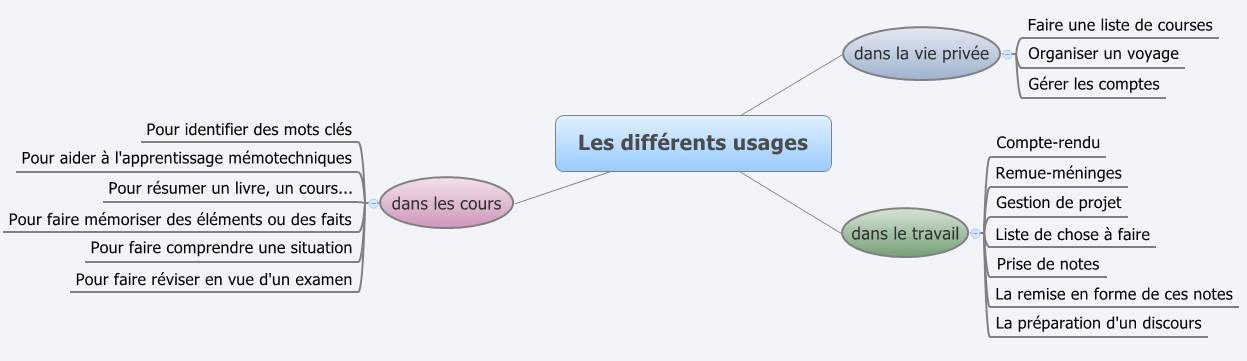 Les différents usages
dans la vie privée
Faire une liste de courses
Organiser un voyage
Gérer les comptes
dans le travail
Compte-rendu
Remue-méninges
Gestion de projet
Liste de chose à faire
Prise de notes
La remise en forme de ces notes
La préparation d'un discours
dans les cours
Pour identifier des mots clés
Pour aider à l'apprentissage mémotechniques
Pour résumer un livre, un cours...
Pour faire mémoriser des éléments ou des faits
Pour faire comprendre une situation
Pour faire réviser en vue d'un examen